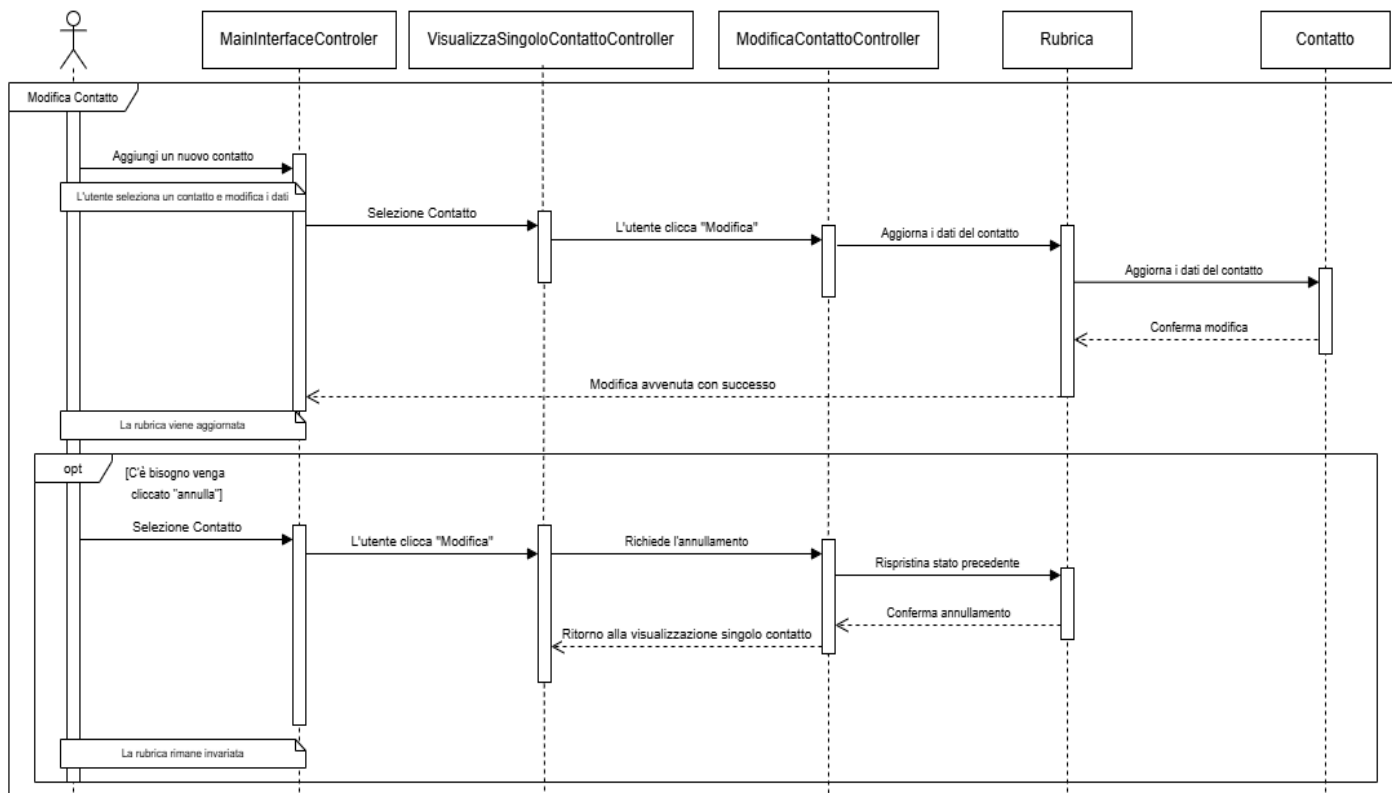 MainInterfaceControler
VisualizzaSingoloContattoController
ModificaContattoController
Rubrica
Contatto
Modifica Contatto
Aggiungi un nuovo contatto
L'utente seleziona un contatto e modifica i dati
Selezione Contatto
L'utente clicca "Modifica"
Aggiorna i dati del contatto
Aggiorna i dati del contatto
Conferma modifica
Modifica avvenuta con successo
La rubrica viene aggiornata
opt
[C'è bisogno venga
cliccato "annulla"]
Selezione Contatto
L'utente clicca "Modifica"
Richiede l'annullamento
Rispristina stato precedente
Conferma annullamento
Ritorno alla visualizzazione singolo contatto
La rubrica rimane invariata